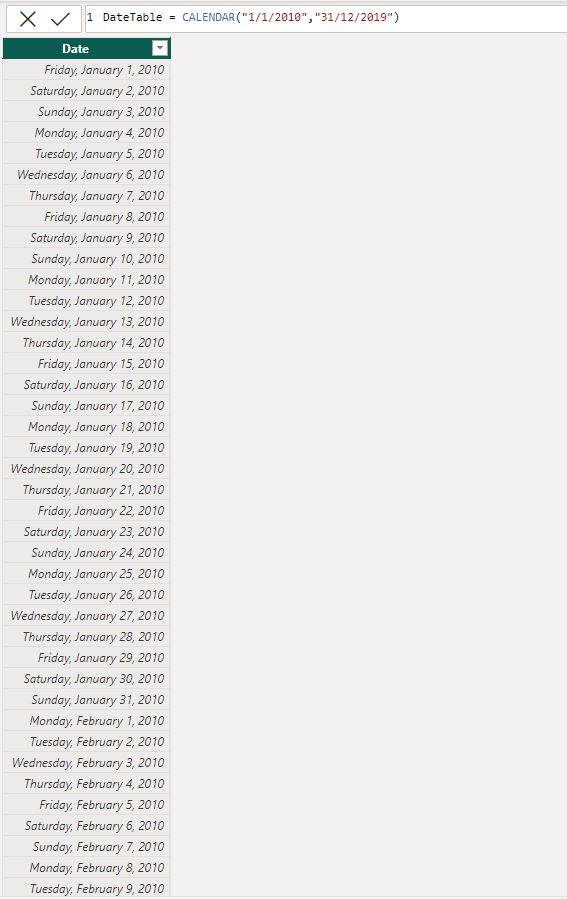 1 DateTable = CALENDAR("1/1/2010","31/12/2019")
Date
Friday, January 1, 2010
Saturday, January 2, 2010
Sunday, January 3, 2010
Monday, January 4, 2010
Tuesday, January 5, 2010
Wednesday, January 6, 2010
Thursday, January 7, 2010
Friday, January 8, 2010
Saturday, January 9, 2010
Sunday, January 10, 2010
Monday, January 11, 2010
Tuesday, January 12, 2010
Wednesday, January 13, 2010
Thursday, January 14, 2010
Friday, January 15, 2010
Saturday, January 16, 2010
Sunday, January 17, 2010
Monday, January 18, 2010
Tuesday, January 19, 2010
Wednesday, January 20, 2010
Thursday, January 21, 2010
Friday, January 22, 2010
Saturday, January 23, 2010
Sunday, January 24, 2010
Monday, January 25, 2010
Tuesday, January 26, 2010
Wednesday, January 27, 2010
Thursday, January 28, 2010
Friday, January 29, 2010
Saturday, January 30, 2010
Sunday, January 31, 2010
Monday, February 1, 2010
Tuesday, February 2, 2010
Wednesday, February 3, 2010
Thursday, February 4, 2010
Friday, February 5, 2010
Saturday, February 6, 2010
Sunday, February 7, 2010
Monday, February 8, 2010
Tuesday, February 9, 2010